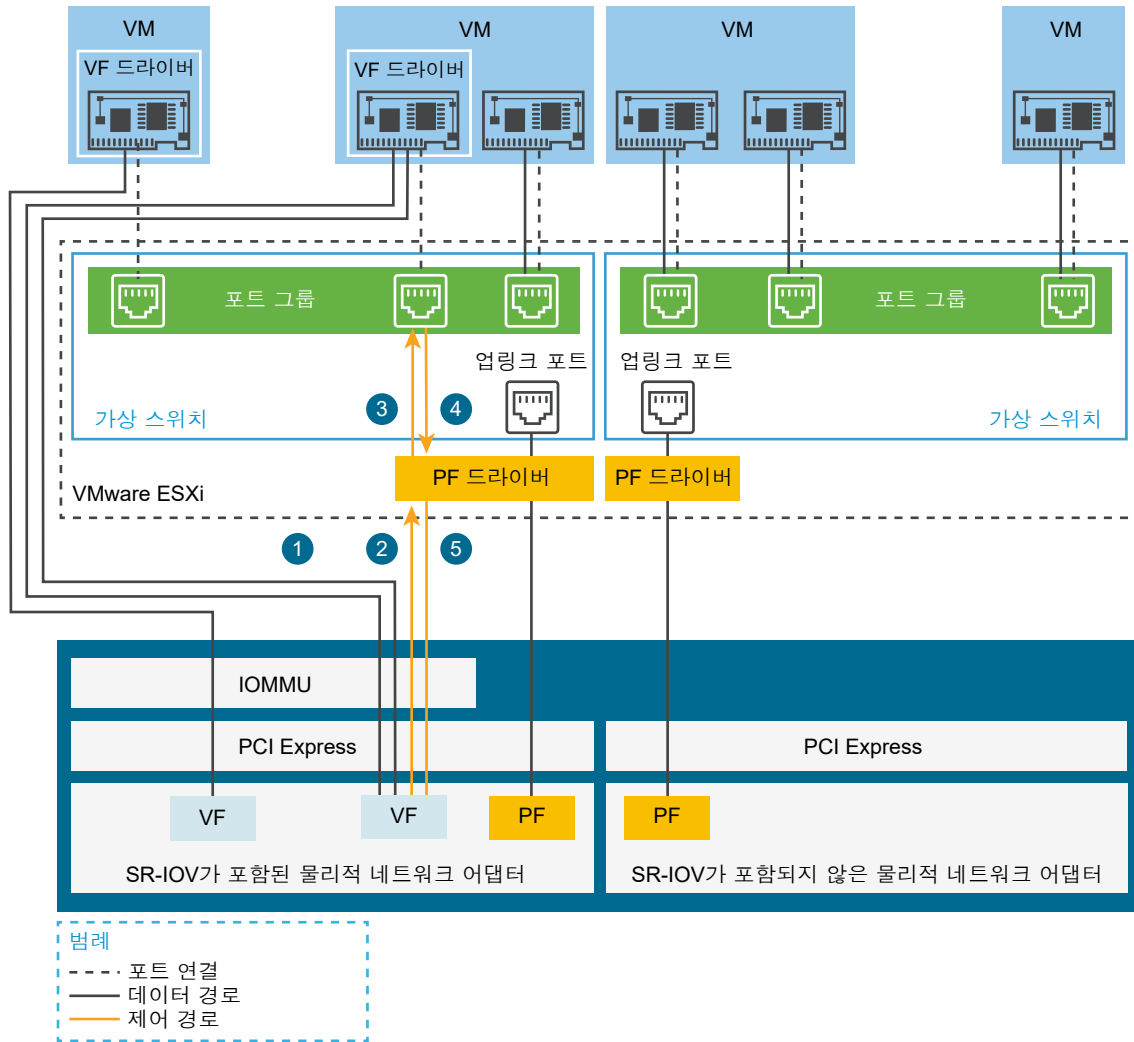 VM
VM
VM
VM
VF 드라이버
VF 드라이버
포트 그룹
포트 그룹
업링크 포트
업링크 포트
가상 스위치
3
4
가상 스위치
PF 드라이버
PF 드라이버
VMware ESXi
1
2
5
IOMMU
PCI Express
PCI Express
VF
VF
PF
PF
SR-IOV가 포함된 물리적 네트워크 어댑터
SR-IOV가 포함되지 않은 물리적 네트워크 어댑터
범례
포트 연결
데이터 경로
제어 경로